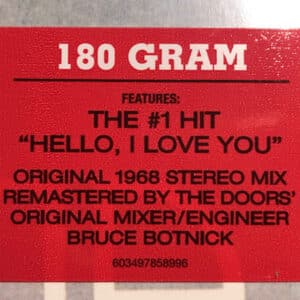 180 GRAM
FEATURES:
THE #1 HIT
“HELLO, I LOVE YOU”
ORIGINAL 1968 STEREO MIX
REMASTERED BY THE DOORS’
ORIGINAL MIXER/ENGINEER
BRUCE BOTNICK
603497858996